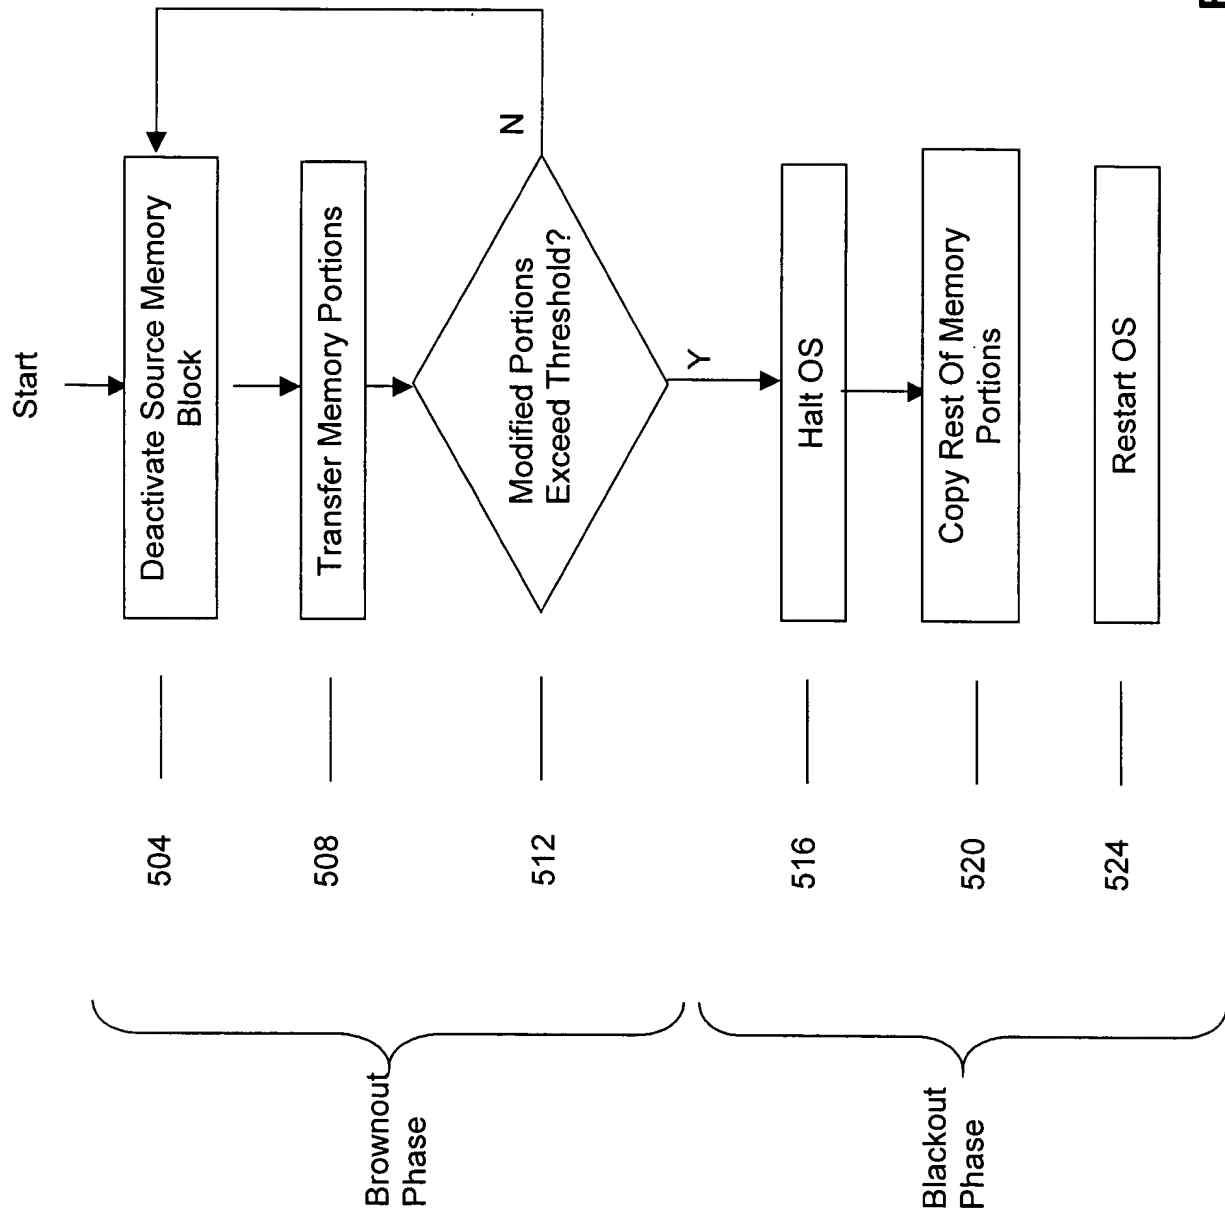 Start
Deactivate Source Memory
Block
Transfer Memory Portions
Modified Portions
Exceed Threshold?
N
Y
Halt OS
Copy Rest Of Memory
Portions
Restart OS
504
508
512
516
520
524
Brownout
Phase
Blackout
Phase